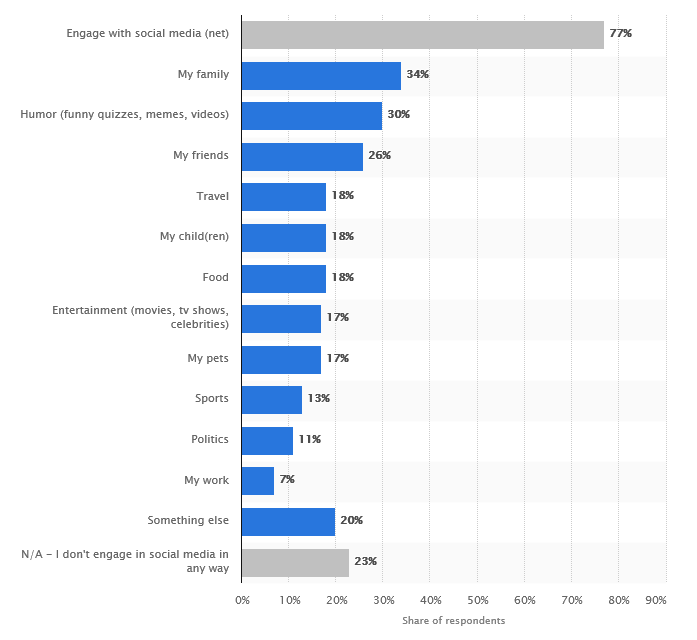 Engage with social media (net)
77%
My family
34%
Humor (funny quizzes, memes, videos)
30%
My friends
26%
Travel
18%
My child(ren)
18%
Food
18%
Entertainment (movies, tv shows,
celebrities)
17%
My pets
17%
Sports
13%
Politics
11%
My work
7%
Something else
20%
N/A – I don't engage in social media in
any way
23%
0% 10% 20% 30% 40% 50% 60% 70% 80% 90%
Share of respondents